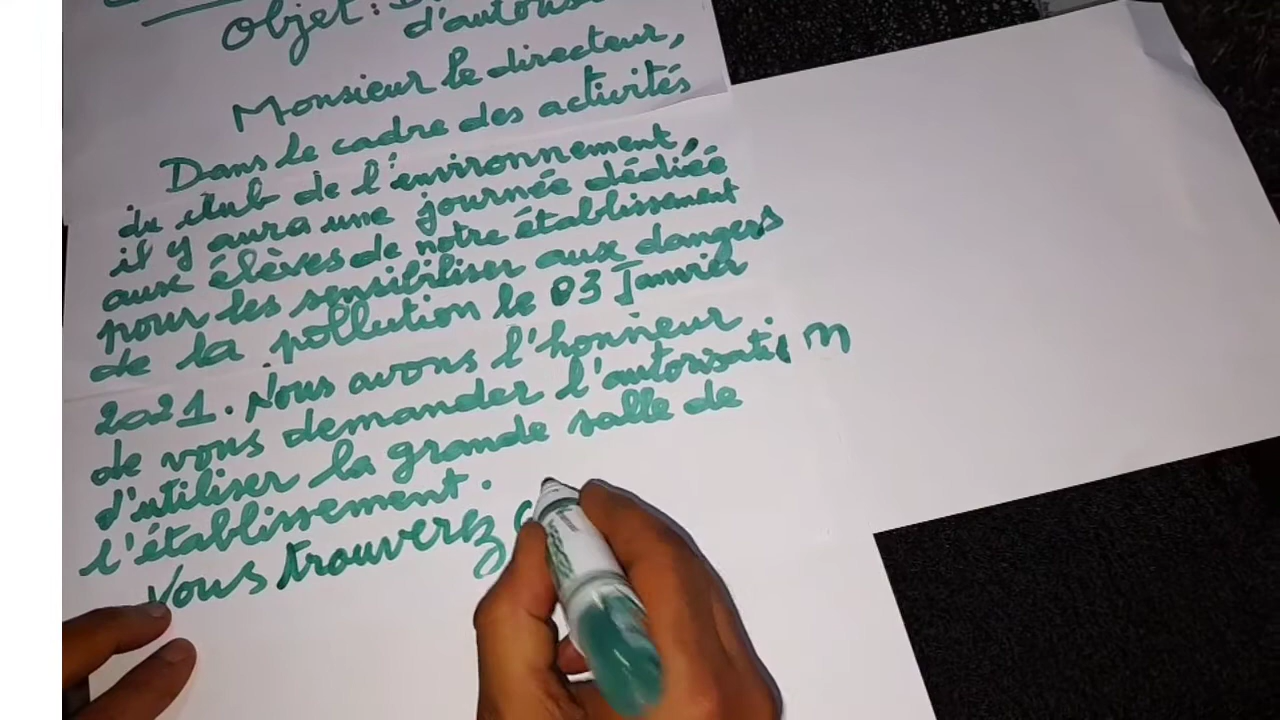 Objet :
d'autoris
Monsieur le directeur,
Dans le cadre des activités
du club de l'environnement,
il y aura une journée dédiée
aux élèves de notre établissement
pour les sensibiliser aux dangers
de la pollution le 03 Janvier
2021. Nous avons l'honneur
de vous demander l'autorisation
d'utiliser la grande salle de
l'établissement.
Vous trouverez